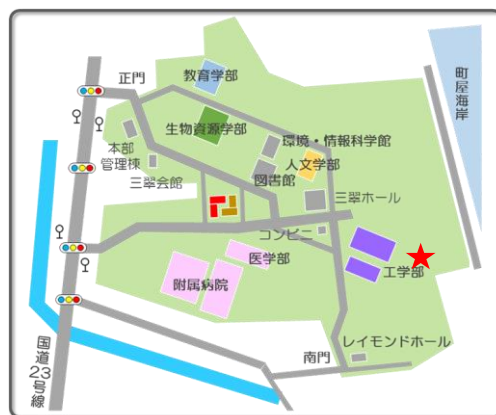 教育学部
正門
町屋海岸
生物資源学部
環境・情報科学館
本部
管理棟
人文学部
図書館
三翠会館
三翠ホール
コンビニ
医学部
工学部
附属病院
レイモンドホール
国道23号線
南門